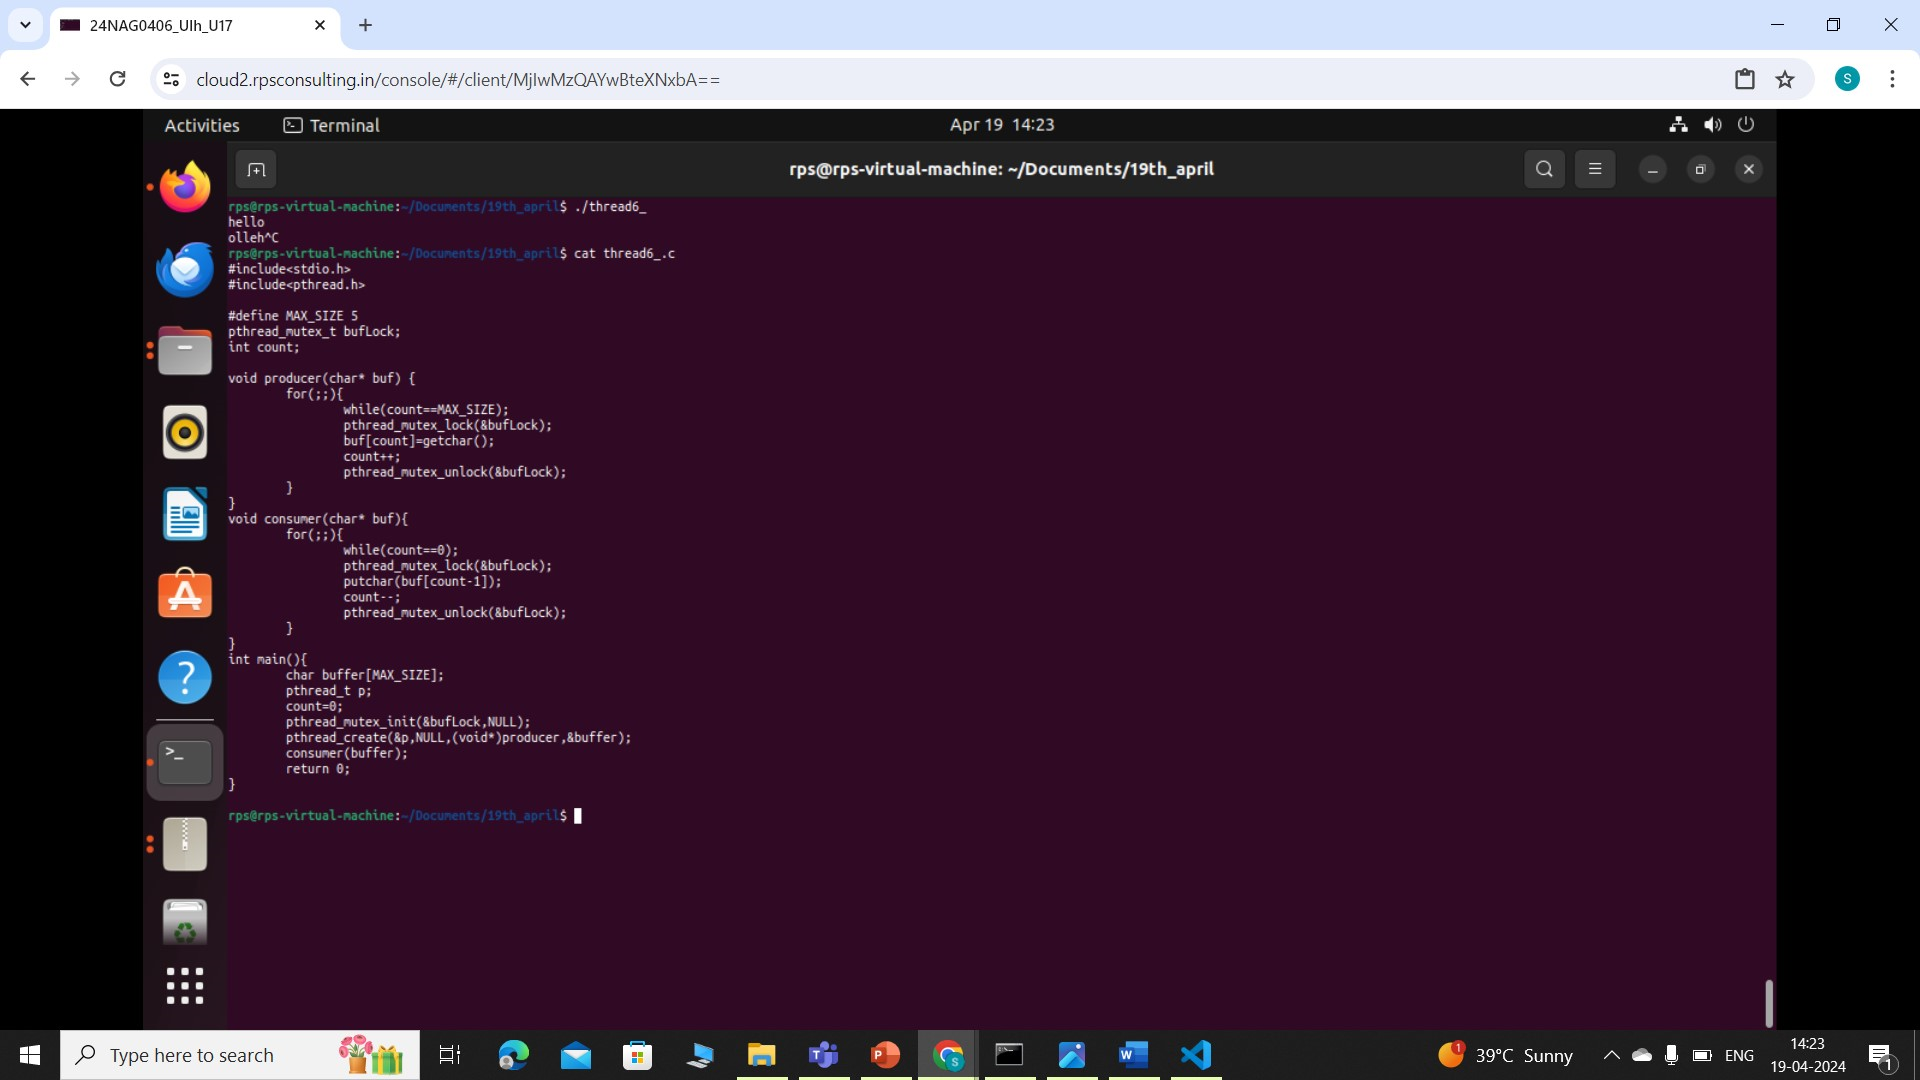 24NAG0406_Ulh_U17
cloud2.rpsconsulting.in/console/#/client/MjIwMzQAYwBteXNxbA==
S
Activities
Terminal
Apr 19 14:23
rps@rps-virtual-machine: ~/Documents/19th_april
rps@rps-virtual-machine:~/Documents/19th_april$ ./thread6_
hello
olleh^C
rps@rps-virtual-machine:~/Documents/19th_april$ cat thread6_.c
#include<stdio.h>
#include<pthread.h>
#define MAX_SIZE 5
pthread_mutex_t bufLock;
int count;
void producer(char* buf) {
for(;;){
while(count==MAX_SIZE);
pthread_mutex_lock(&bufLock);
buf[count]=getchar();
count++;
pthread_mutex_unlock(&bufLock);
}
}
void consumer(char* buf){
for(;;){
while(count==0);
pthread_mutex_lock(&bufLock);
putchar(buf[count-1]);
count--;
pthread_mutex_unlock(&bufLock);
}
}
int main(){
char buffer[MAX_SIZE];
pthread_t p;
count=0;
pthread_mutex_init(&bufLock,NULL);
pthread_create(&p,NULL,(void*)producer,&buffer);
consumer(buffer);
return 0;
}
rps@rps-virtual-machine:~/Documents/19th_april$
Type here to search
1
39°C Sunny
ENG
14:23
19-04-2024
1